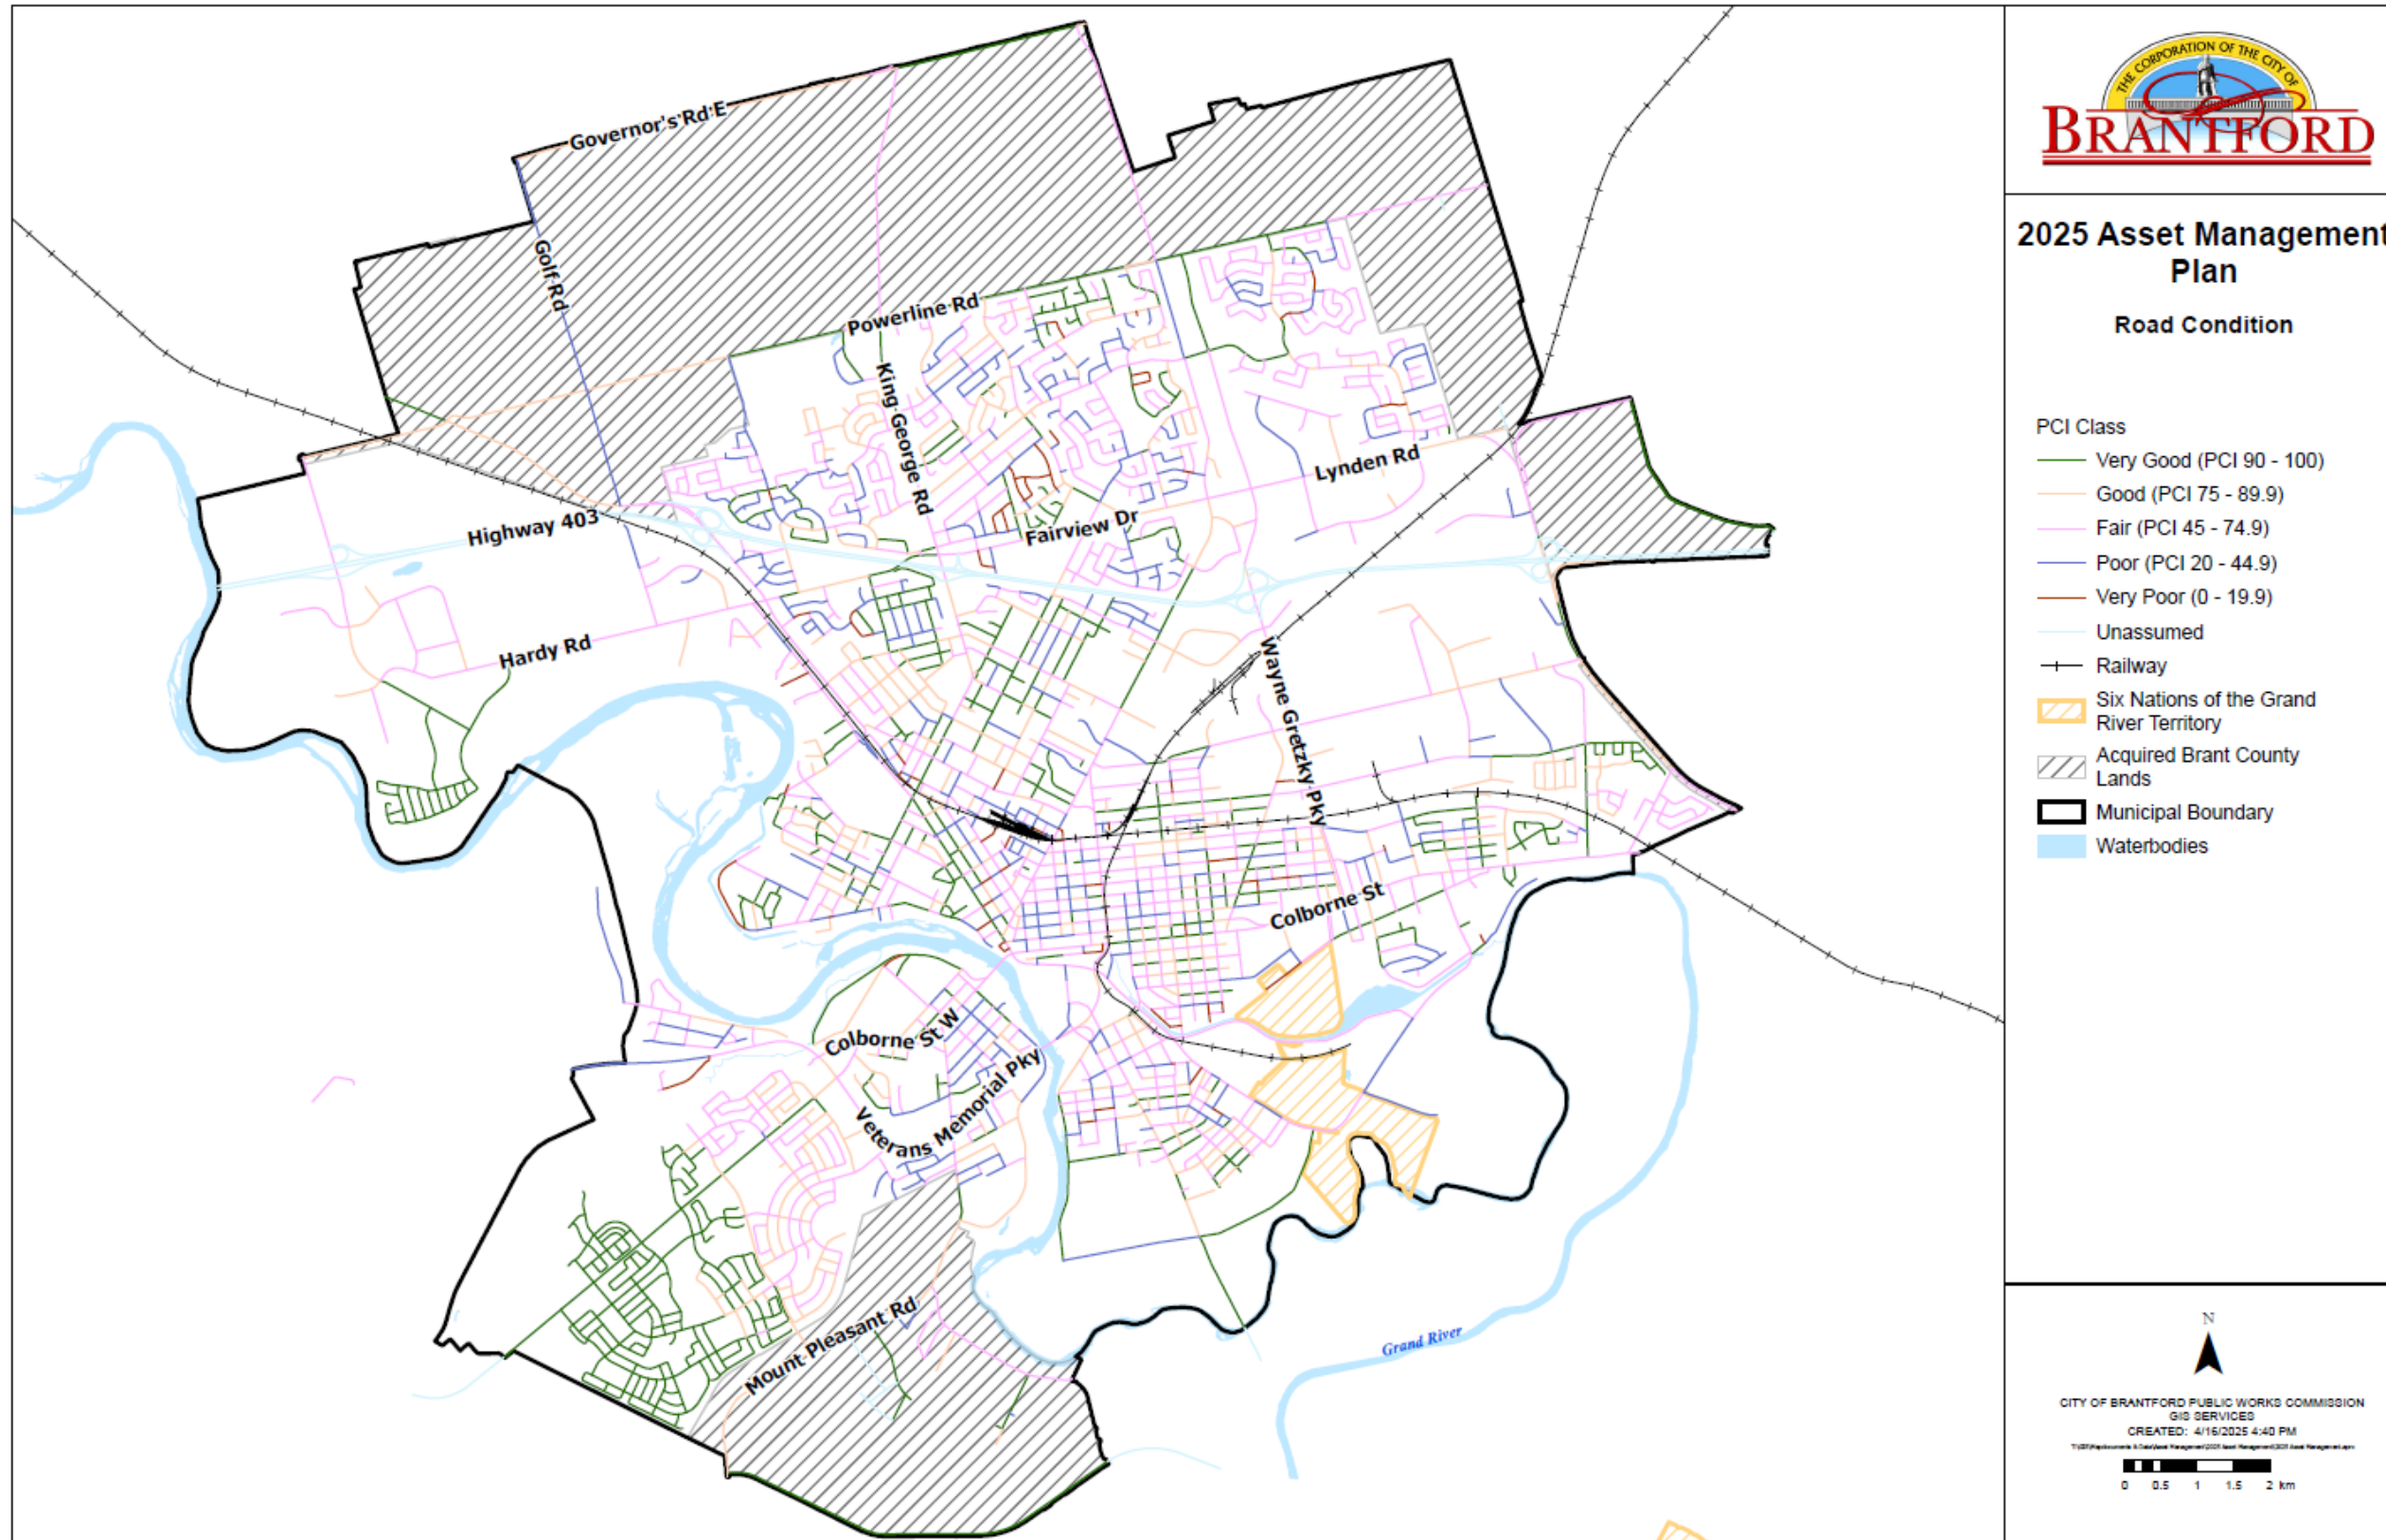 THE CORPORATION OF THE CITY OF
BRANTFORD
2025 Asset Management
Plan
Road Condition
PCI Class
Very Good (PCI 90 - 100)
Good (PCI 75 - 89.9)
Fair (PCI 45 - 74.9)
Poor (PCI 20 - 44.9)
Very Poor (0 - 19.9)
Unassumed
Railway
Six Nations of the Grand
River Territory
Acquired Brant County
Lands
Municipal Boundary
Waterbodies
Governor's Rd E
Golf Rd
Powerline Rd
King George Rd
Lynden Rd
Highway 403
Fairview Dr
Hardy Rd
Wayne Gretzky Pky
Colborne St
Colborne St W
Veterans Memorial Pky
Mount Pleasant Rd
Grand River
N
CITY OF BRANTFORD PUBLIC WORKS COMMISSION
GIS SERVICES
CREATED: 4/16/2025 4:40 PM
0 0.5 1 1.5 2 km